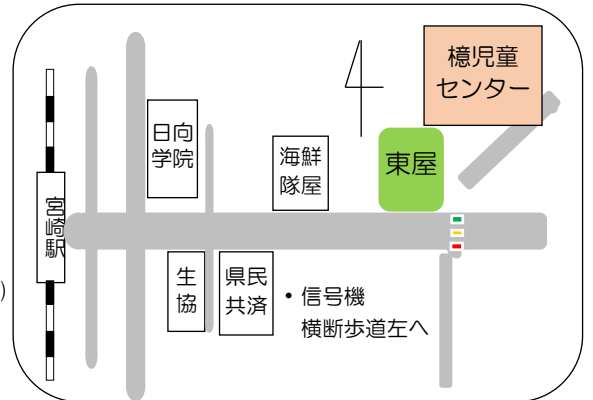 檍児童
センター
日向
学院
海鮮
隊屋
東屋
宮崎駅
生協
県民
共済
・信号機
横断歩道左へ
)